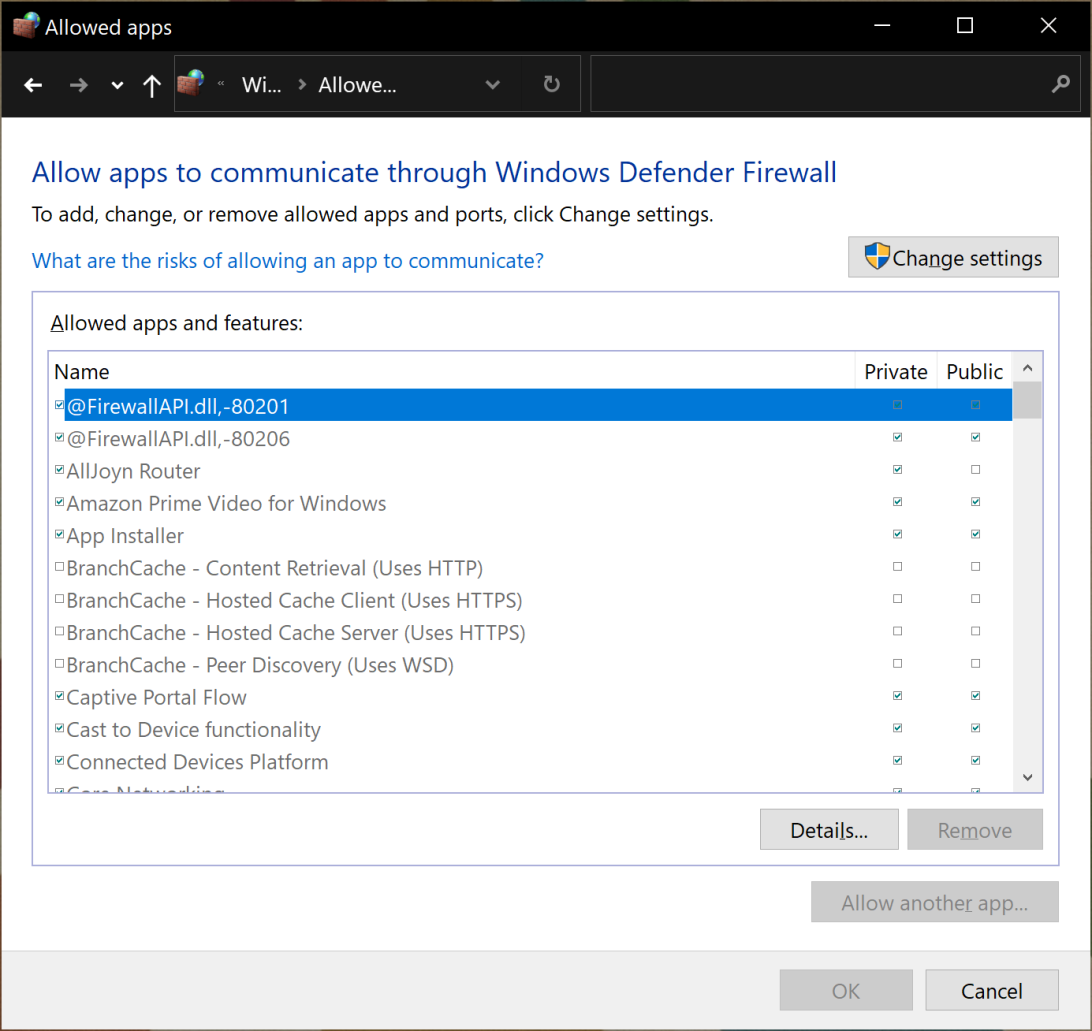 Allowed apps
« Wi... > Allowe...
Allow apps to communicate through Windows Defender Firewall
To add, change, or remove allowed apps and ports, click Change settings.
What are the risks of allowing an app to communicate?
Change settings
Allowed apps and features:
Name Private Public
@FirewallAPI.dll,-80201
@FirewallAPI.dll,-80206
AllJoyn Router
Amazon Prime Video for Windows
App Installer
BranchCache - Content Retrieval (Uses HTTP)
BranchCache - Hosted Cache Client (Uses HTTPS)
BranchCache - Hosted Cache Server (Uses HTTPS)
BranchCache - Peer Discovery (Uses WSD)
Captive Portal Flow
Cast to Device functionality
Connected Devices Platform
Core Networking
Details... Remove
Allow another app...
OK Cancel